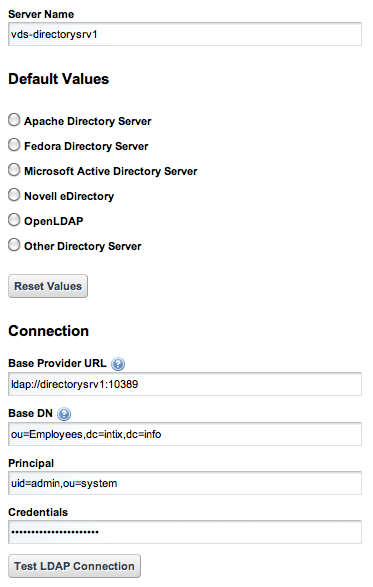 Server Name
vds-directorysrv1
Default Values
Apache Directory Server
Fedora Directory Server
Microsoft Active Directory Server
Novell eDirectory
OpenLDAP
Other Directory Server
Reset Values
Connection
Base Provider URL ?
ldap://directorysrv1:10389
Base DN ?
ou=Employees,dc=intix,dc=info
Principal
uid=admin,ou=system
Credentials
••••••••••••••••••••••
Test LDAP Connection